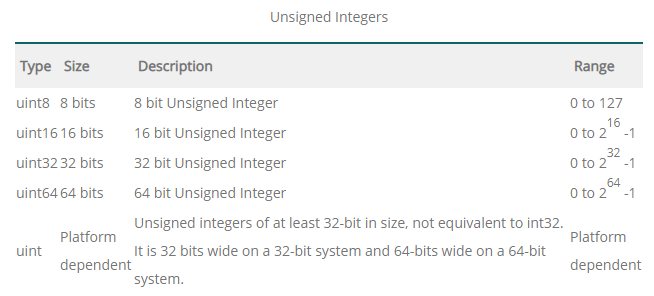 Unsigned Integers
Type Size Description Range
uint8 8 bits 8 bit Unsigned Integer 0 to 127
uint16 16 bits 16 bit Unsigned Integer 0 to 2^16 -1
uint32 32 bits 32 bit Unsigned Integer 0 to 2^32 -1
uint64 64 bits 64 bit Unsigned Integer 0 to 2^64 -1
uint Platform dependent Unsigned integers of at least 32-bit in size, not equivalent to int32. It is 32 bits wide on a 32-bit system and 64-bits wide on a 64-bit system. Platform dependent